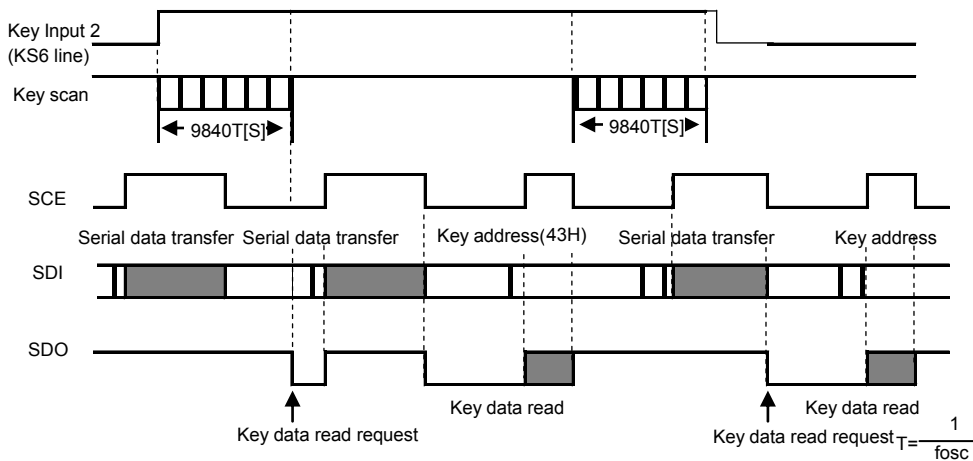 Key Input 2
(KS6 line)
Key scan
9840T[S] 9840T[S]
SCE
Serial data transfer Serial data transfer Key address(43H) Serial data transfer Key address
SDI
SDO
Key data read Key data read
Key data read request Key data read request T= 1
fosc